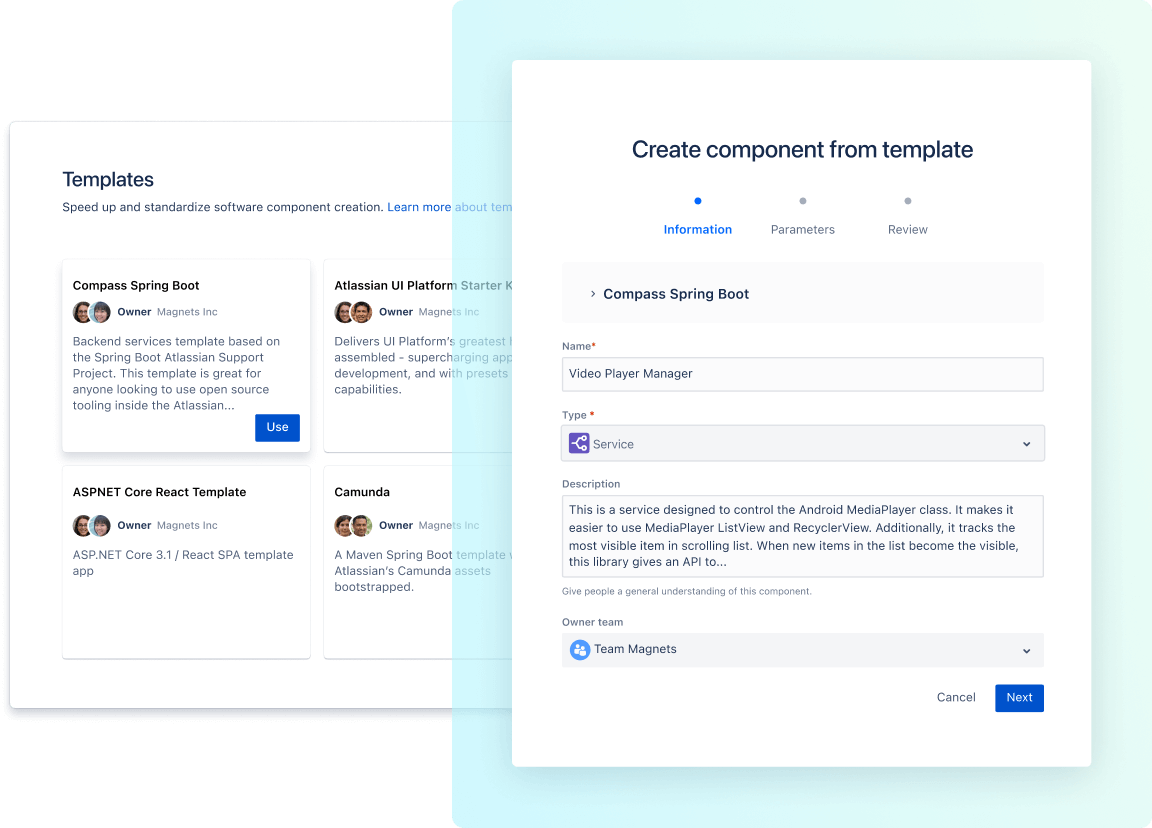 Templates
Speed up and standardize software component creation. Learn more about tem
Compass Spring Boot
Owner Magnets Inc
Backend services template based on
the Spring Boot Atlassian Support
Project. This template is great for
anyone looking to use open source
tooling inside the Atlassian...
Use
Atlassian UI Platform Starter K
Owner Magnets Inc
Delivers UI Platform's greatest
assembled - supercharging app
development, and with presets
capabilities.
ASPNET Core React Template
Owner Magnets Inc
ASP.NET Core 3.1 / React SPA template
app
Camunda
Owner Magnets Inc
A Maven Spring Boot template
Atlassian's Camunda assets
bootstrapped.
Create component from template
Information
Parameters
Review
Compass Spring Boot
Name*
Video Player Manager
Type *
Service
Description
This is a service designed to control the Android MediaPlayer class. It makes it
easier to use MediaPlayer ListView and RecyclerView. Additionally, it tracks the
most visible item in scrolling list. When new items in the list become the visible,
this library gives an API to...
Give people a general understanding of this component.
Owner team
Team Magnets
Cancel
Next